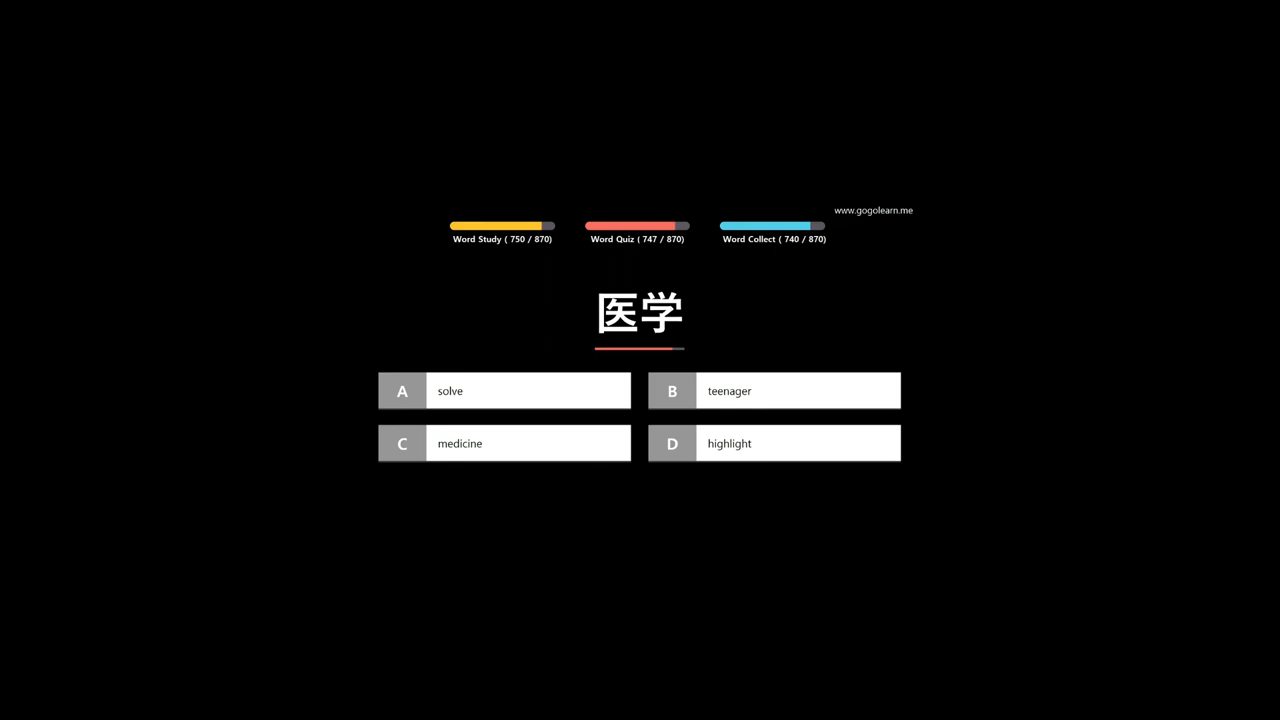 www.gogolearn.me
Word Study ( 750 / 870)
Word Quiz ( 747 / 870)
Word Collect ( 740 / 870)
医学
A solve
B teenager
C medicine
D highlight